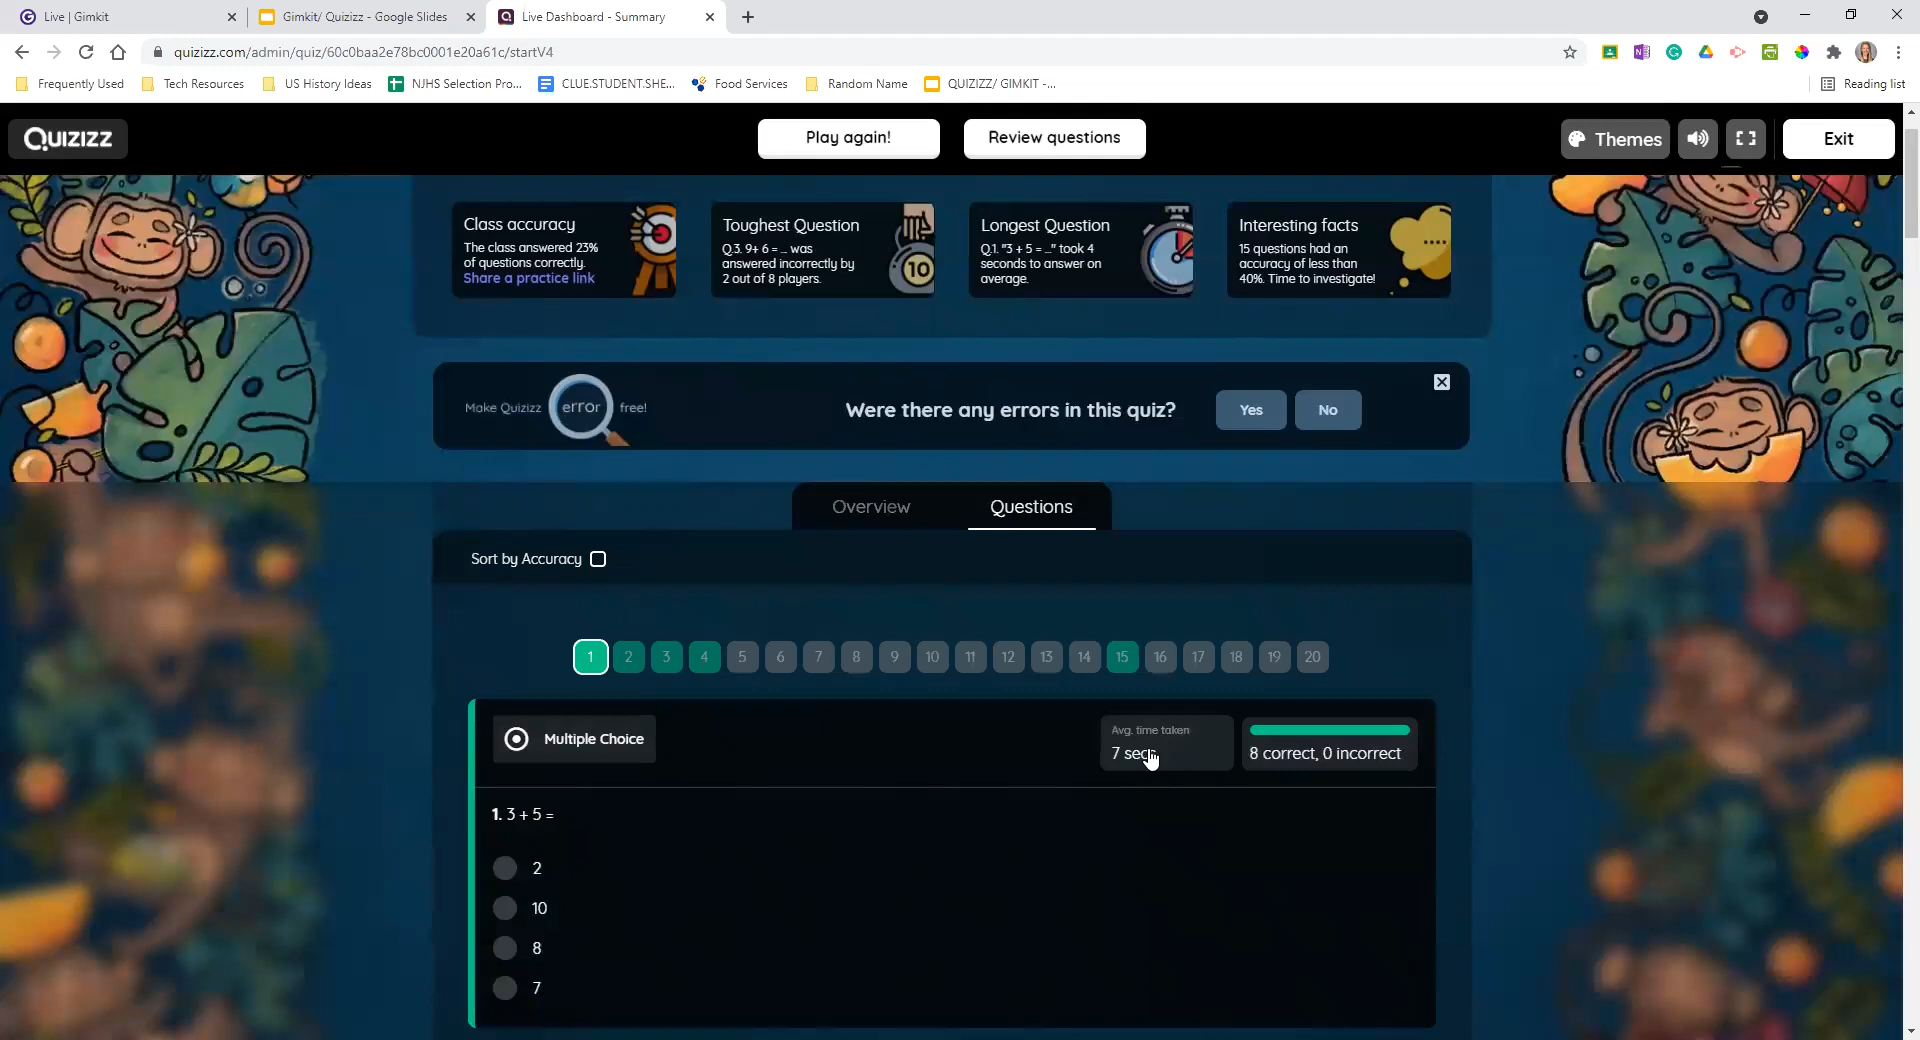 Live | Gimkit
Gimkit/ Quizizz - Google Slides
Live Dashboard - Summary
quizizz.com/admin/quiz/60c0baa2e78bc0001e20a61c/startV4
Frequently Used
Tech Resources
US History Ideas
NJHS Selection Pro...
CLUE.STUDENT.SHE...
Food Services
Random Name
QUIZIZZ/ GIMKIT -...
Reading list
Quizizz
Play again!
Review questions
Themes
Exit
Class accuracy
The class answered 23%
of questions correctly.
Share a practice link
Toughest Question
Q.3. 9+ 6 = ... was
answered incorrectly by
2 out of 8 players.
10
Longest Question
Q.1. "3 + 5 = ..." took 4
seconds to answer on
average.
Interesting facts
15 questions had an
accuracy of less than
40%. Time to investigate!
Make Quizizz error free!
Were there any errors in this quiz?
Yes
No
Overview
Questions
Sort by Accuracy
1 2 3 4 5 6 7 8 9 10 11 12 13 14 15 16 17 18 19 20
Multiple Choice
Avg. time taken
7 secs
8 correct, 0 incorrect
1. 3 + 5 =
2
10
8
7